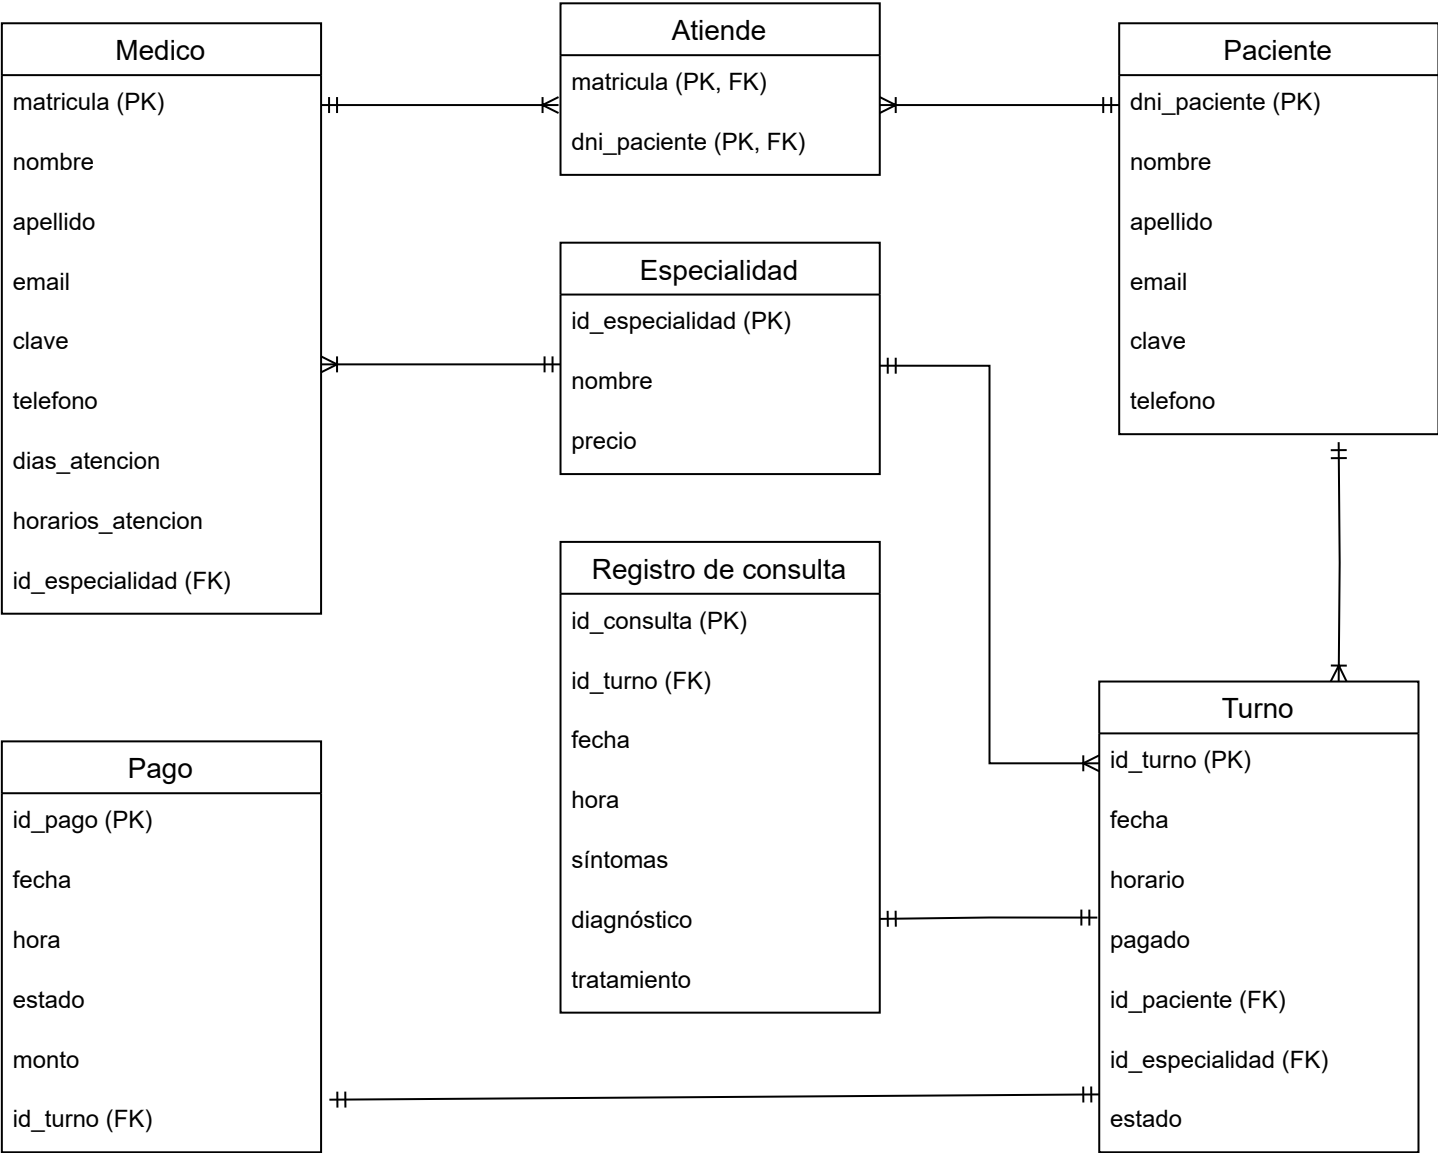 Medico
matricula (PK)
nombre
apellido
email
clave
telefono
dias_atencion
horarios_atencion
id_especialidad (FK)
Atiende
matricula (PK, FK)
dni_paciente (PK, FK)
Paciente
dni_paciente (PK)
nombre
apellido
email
clave
telefono
Especialidad
id_especialidad (PK)
nombre
precio
Registro de consulta
id_consulta (PK)
id_turno (FK)
fecha
hora
síntomas
diagnóstico
tratamiento
Pago
id_pago (PK)
fecha
hora
estado
monto
id_turno (FK)
Turno
id_turno (PK)
fecha
horario
pagado
id_paciente (FK)
id_especialidad (FK)
estado